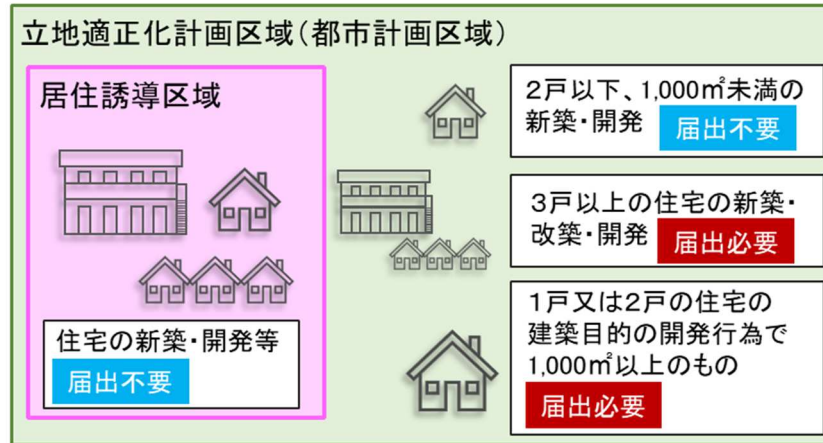 立地適正化計画区域(都市計画区域)
居住誘導区域
住宅の新築・開発等
届出不要
2戸以下、1,000㎡未満の
新築・開発 届出不要
3戸以上の住宅の新築・
改築・開発 届出必要
1戸又は2戸の住宅の
建築目的の開発行為で
1,000㎡以上のもの
届出必要